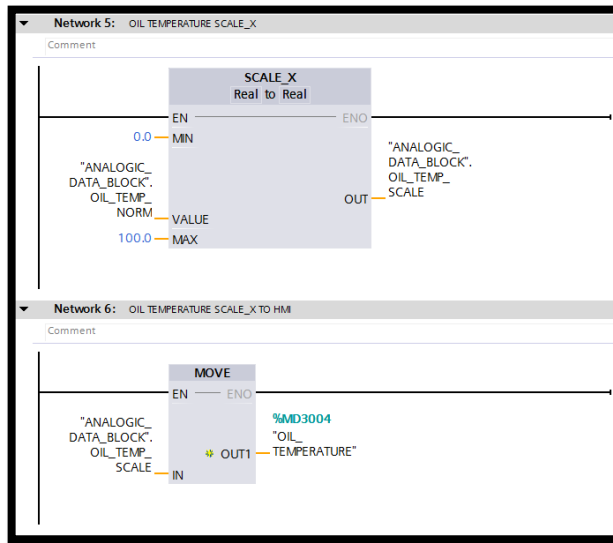 Network 5: OIL TEMPERATURE SCALE_X
Comment
SCALE_X
Real to Real
EN ENO
0.0 MIN
"ANALOGIC_
DATA_BLOCK".
OIL_TEMP_
NORM VALUE
100.0 MAX
"ANALOGIC_
DATA_BLOCK".
OIL_TEMP_
OUT SCALE
Network 6: OIL TEMPERATURE SCALE_X TO HMI
Comment
MOVE
EN ENO
"ANALOGIC_
DATA_BLOCK".
OIL_TEMP_
SCALE IN
%MD3004
"OIL_
OUT1 TEMPERATURE"